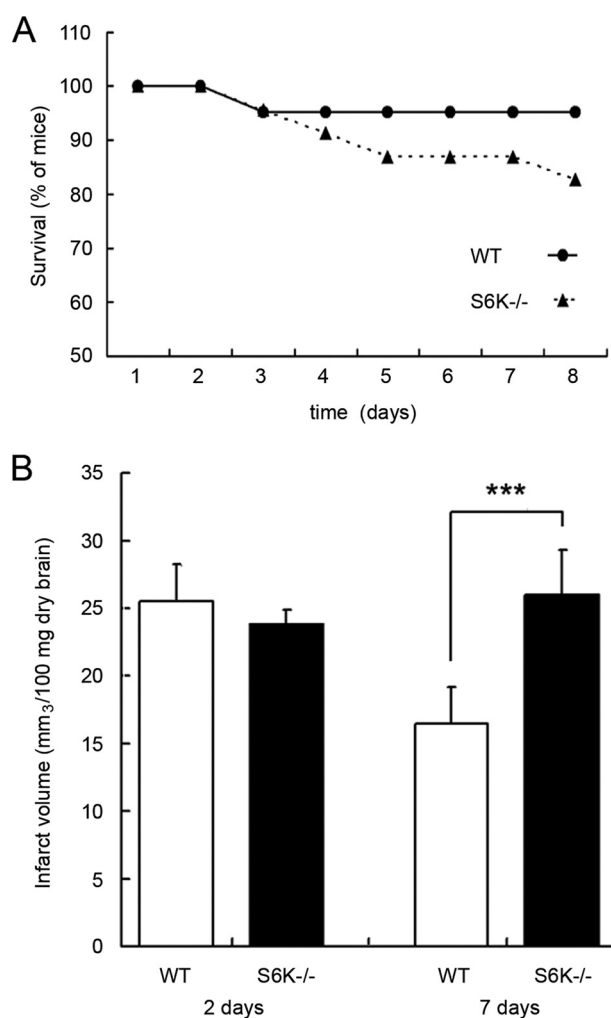 A
Survival (% of mice)
110
100
90
80
70
60
50
WT
S6K-/-
1 2 3 4 5 6 7 8
time (days)
B
Infarct volume (mm3/100 mg dry brain)
35
30
25
20
15
10
5
0
***
WT S6K-/- WT S6K-/-
2 days 7 days